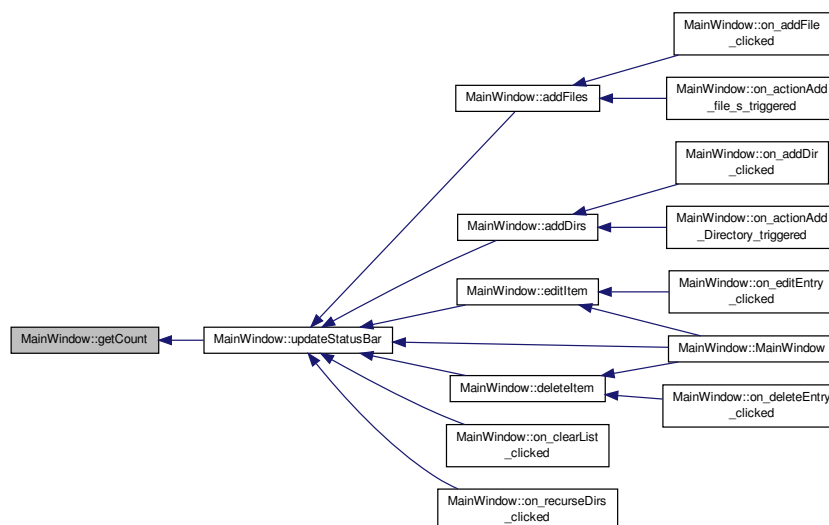 MainWindow::on_addFile
_clicked
MainWindow::addFiles
MainWindow::on_actionAdd
_file_s_triggered
MainWindow::on_addDir
_clicked
MainWindow::addDirs
MainWindow::on_actionAdd
_Directory_triggered
MainWindow::editItem
MainWindow::on_editEntry
_clicked
MainWindow::getCount
MainWindow::updateStatusBar
MainWindow::MainWindow
MainWindow::deleteItem
MainWindow::on_deleteEntry
_clicked
MainWindow::on_clearList
_clicked
MainWindow::on_recurseDirs
_clicked